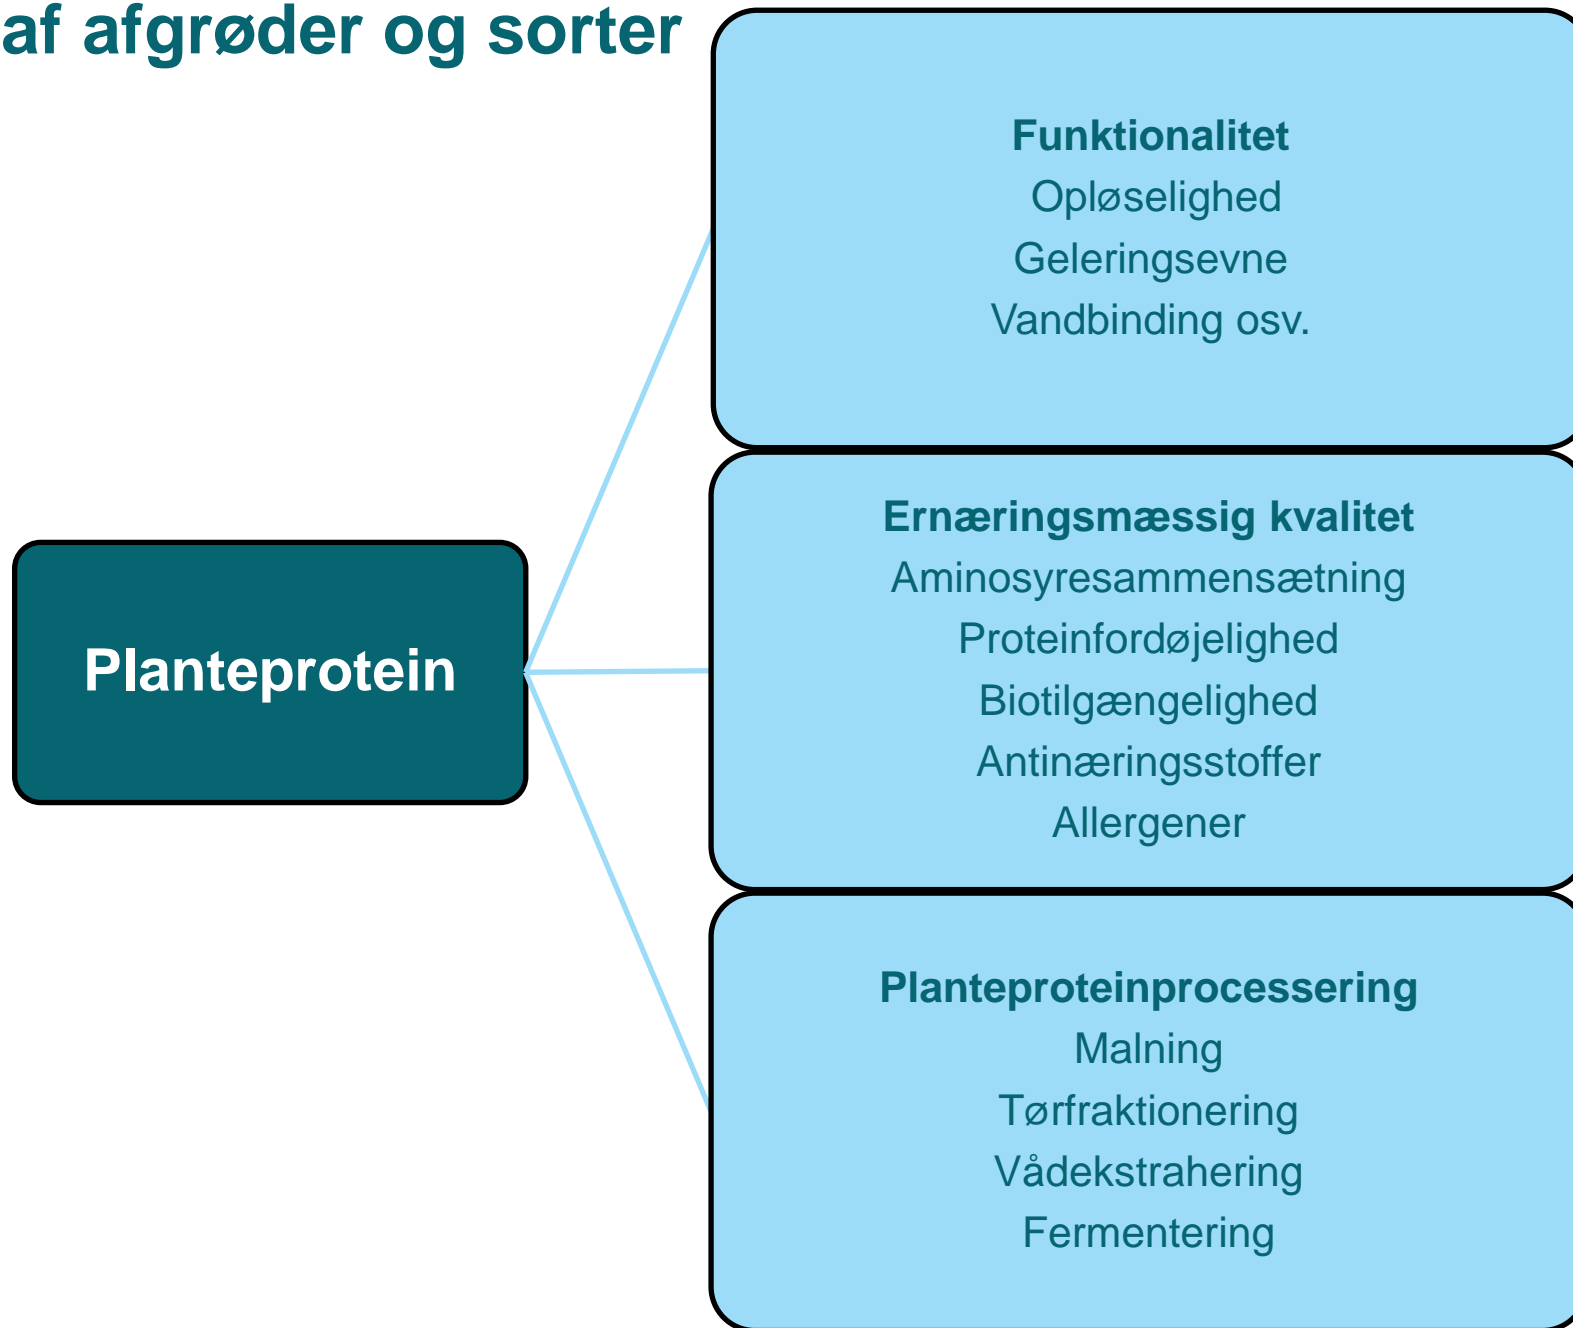 af afgrøder og sorter
Funktionalitet
Opløselighed
Geleringsevne
Vandbinding osv.
Planteprotein
Ernæringsmæssig kvalitet
Aminosyresammensætning
Proteinfordøjelighed
Biotilgængelighed
Antinæringsstoffer
Allergener
Planteproteinprocessering
Malning
Tørfraktionering
Vådekstrahering
Fermentering